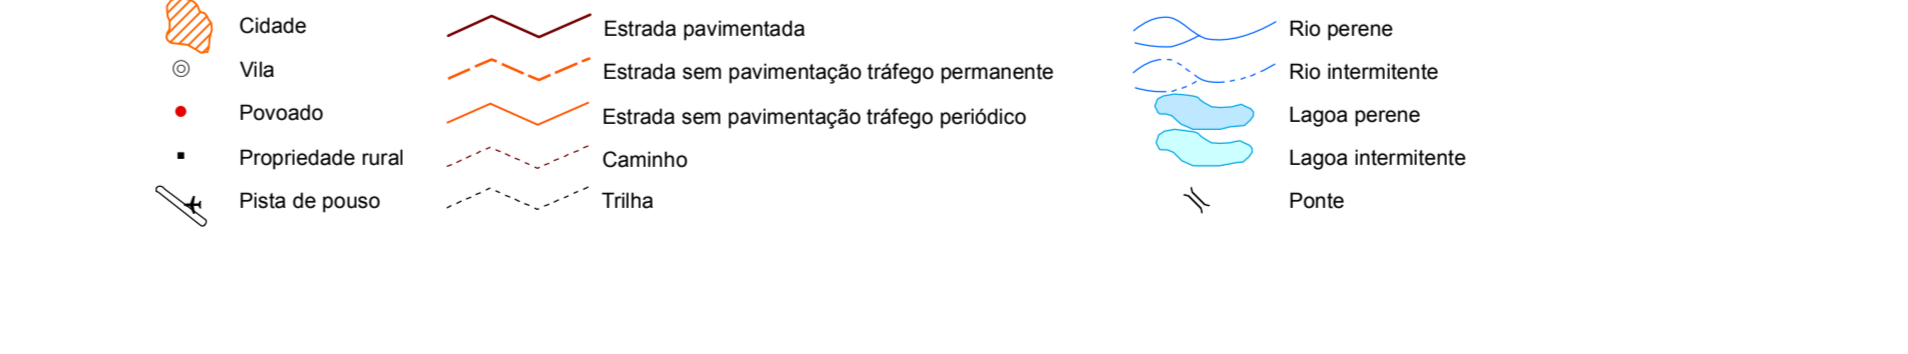 Cidade
Vila
Povoado
Propriedade rural
Pista de pouso
Estrada pavimentada
Estrada sem pavimentação tráfego permanente
Estrada sem pavimentação tráfego periódico
Caminho
Trilha
Rio perene
Rio intermitente
Lagoa perene
Lagoa intermitente
Ponte